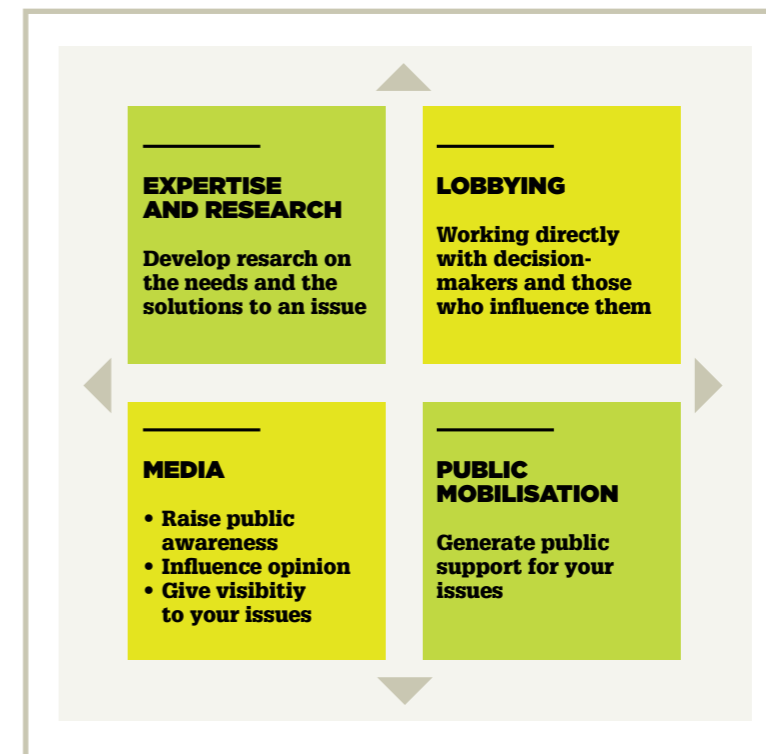 EXPERTISE
AND RESEARCH
Develop resarch on
the needs and the
solutions to an issue
LOBBYING
Working directly
with decision-
makers and those
who influence them
MEDIA
• Raise public
awareness
• Influence opinion
• Give visibitiy
to your issues
PUBLIC
MOBILISATION
Generate public
support for your
issues